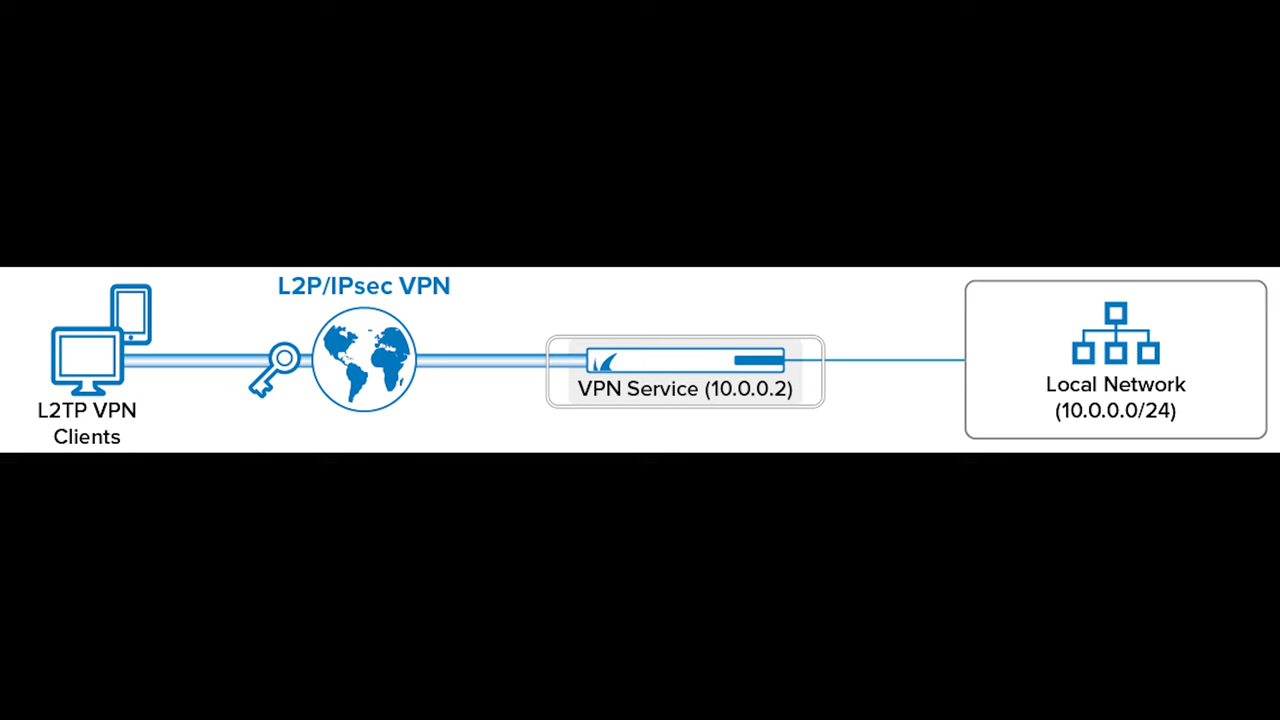 L2P/IPsec VPN
L2TP VPN
Clients
VPN Service (10.0.0.2)
Local Network
(10.0.0.0/24)